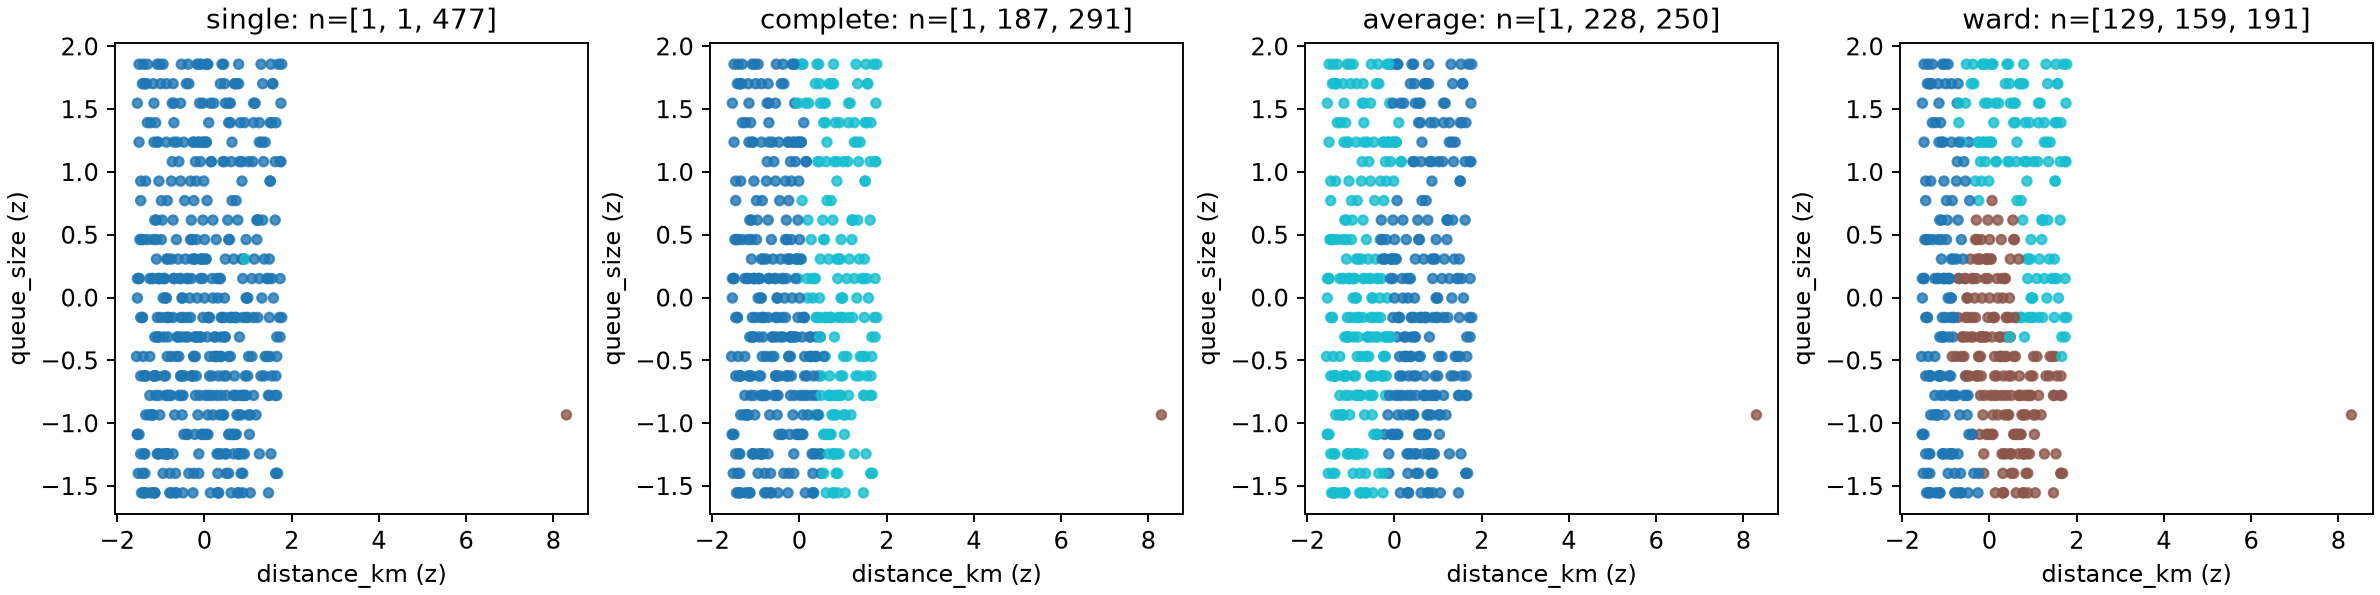 single: n=[1, 1, 477]
2.0
1.5
1.0
0.5
0.0
−0.5
−1.0
−1.5
queue_size (z)
−2 0 2 4 6 8
distance_km (z)
complete: n=[1, 187, 291]
2.0
1.5
1.0
0.5
0.0
−0.5
−1.0
−1.5
queue_size (z)
−2 0 2 4 6 8
distance_km (z)
average: n=[1, 228, 250]
2.0
1.5
1.0
0.5
0.0
−0.5
−1.0
−1.5
queue_size (z)
−2 0 2 4 6 8
distance_km (z)
ward: n=[129, 159, 191]
2.0
1.5
1.0
0.5
0.0
−0.5
−1.0
−1.5
queue_size (z)
−2 0 2 4 6 8
distance_km (z)